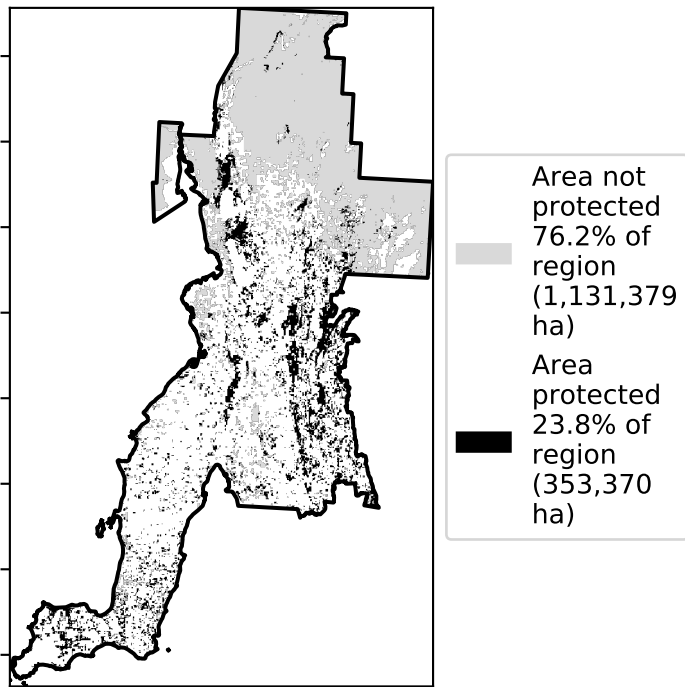 Area not
protected
76.2% of
region
(1,131,379
ha)
Area
protected
23.8% of
region
(353,370
ha)